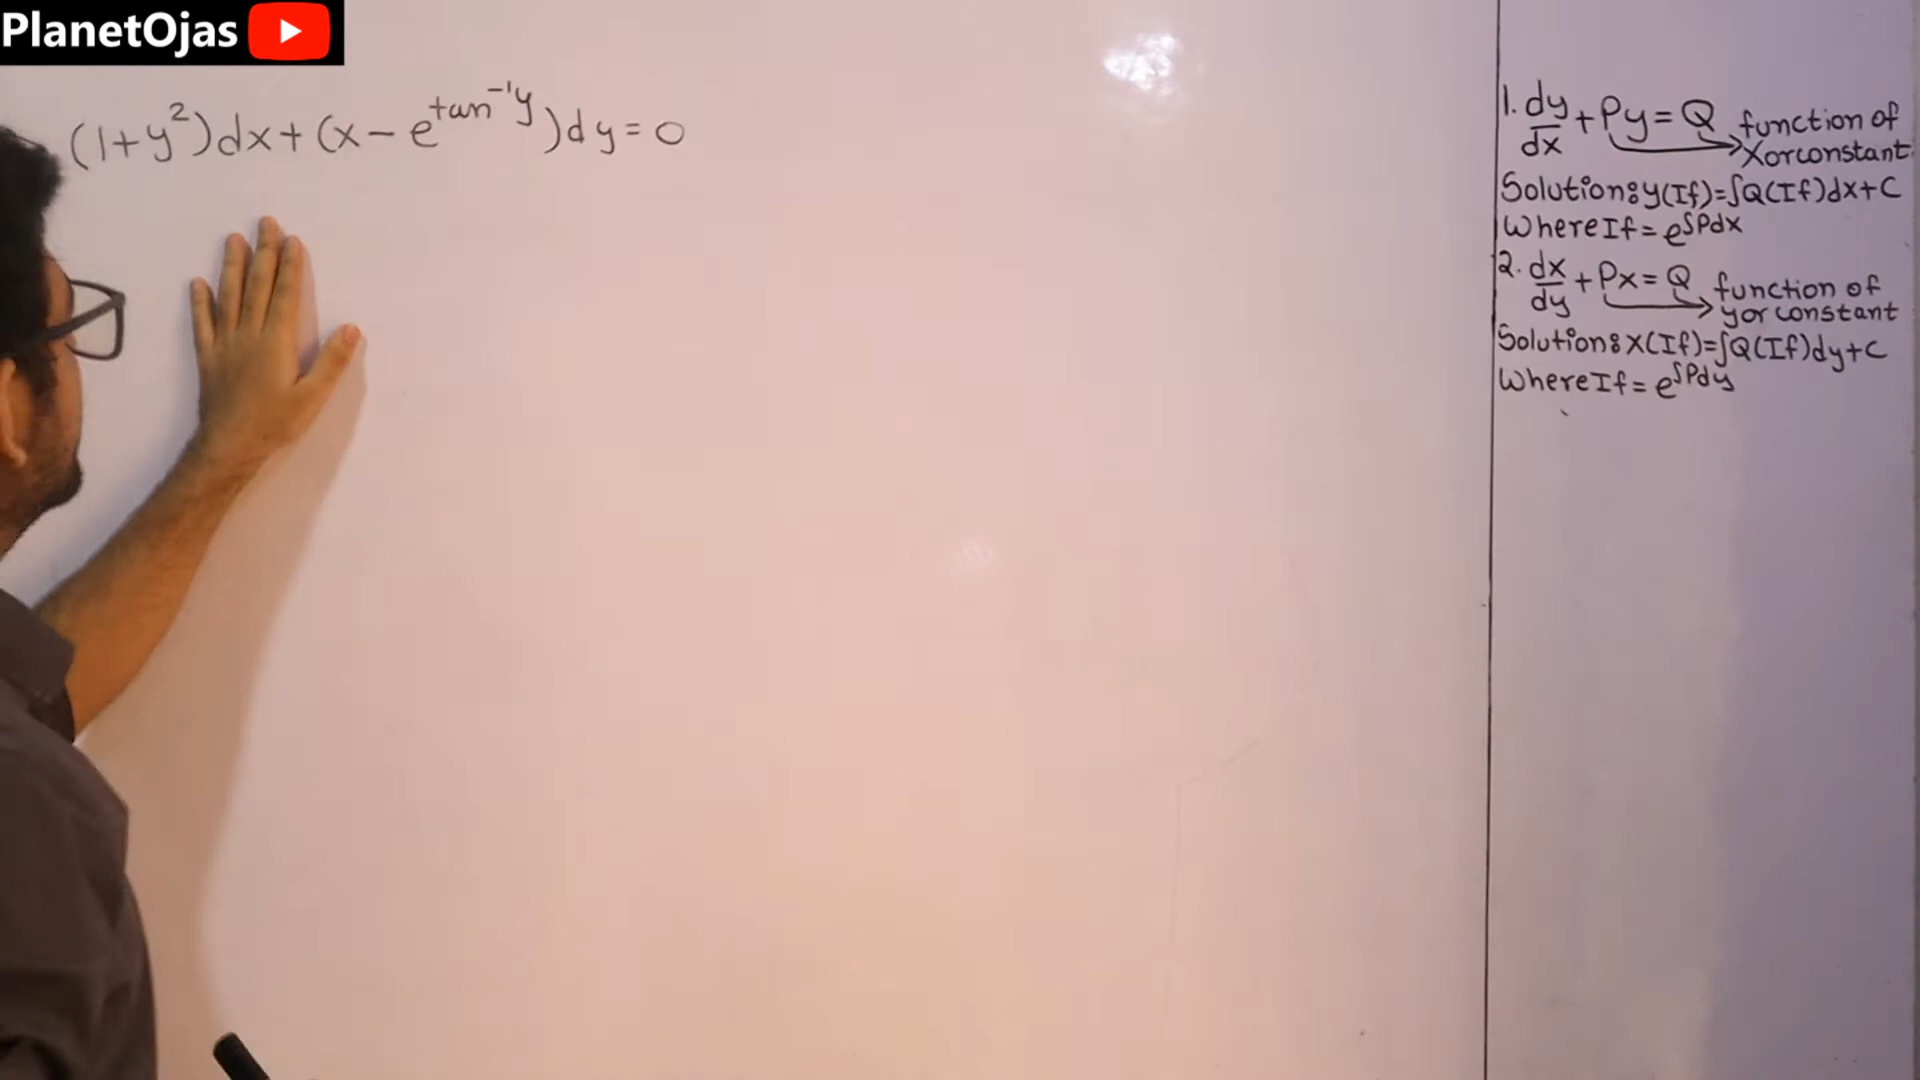 PlanetOjas
(1+y²)dx+(x-e^{tan⁻¹y})dy=0
1. dy/dx+Py=Q function of
x or constant
Solution: y(If)=∫Q(If)dx+C
Where If=e^{∫Pdx}
2. dx/dy+Px=Q function of
y or constant
Solution: x(If)=∫Q(If)dy+C
Where If=e^{∫Pdy}